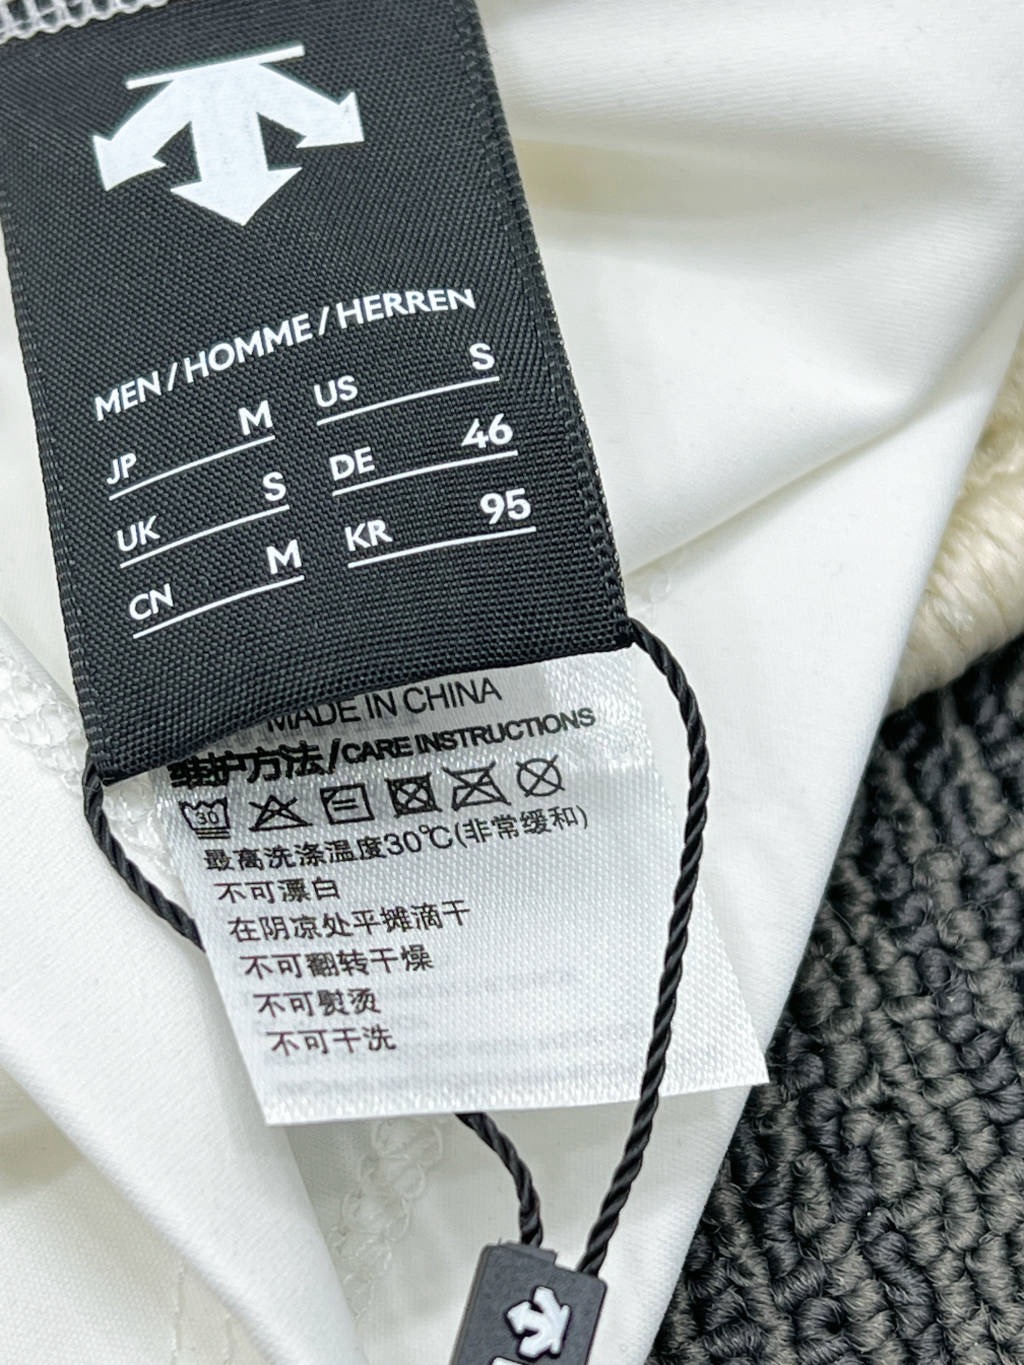 MEN/HOMME/HERREN
JP M US S
UK S DE 46
CN M KR 95
MADE IN CHINA
维护方法/CARE INSTRUCTIONS
30
最高洗涤温度30℃(非常缓和)
不可漂白
在阴凉处平摊滴干
不可翻转干燥
不可熨烫
不可干洗